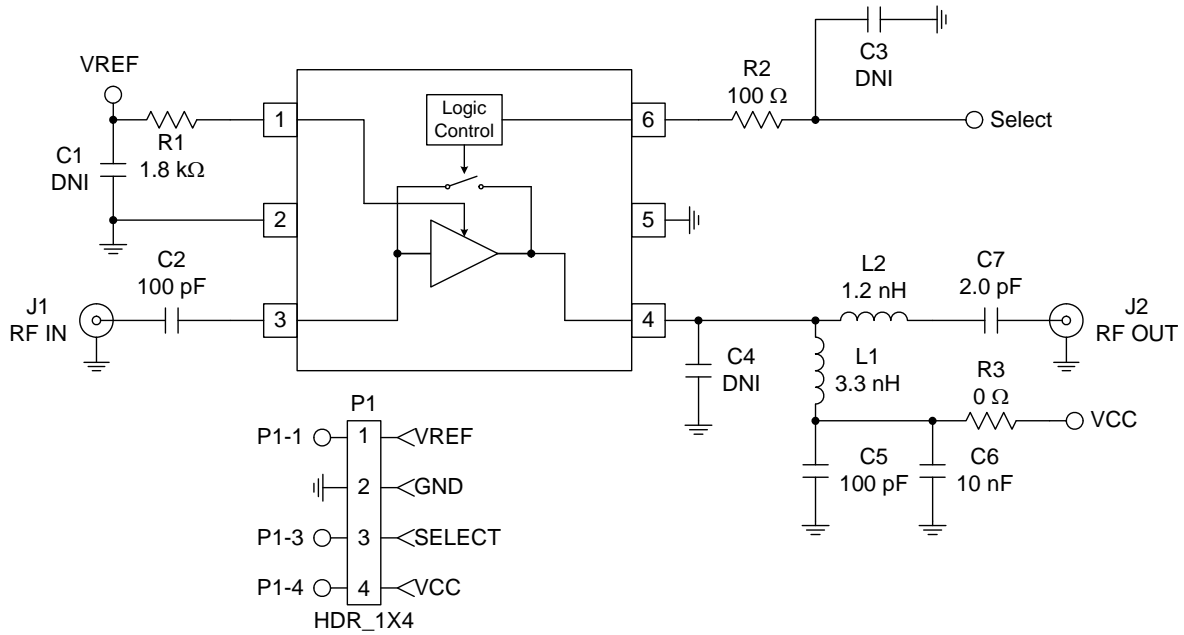 VREF
C1
DNI
R1
1.8 kΩ
1
2
3
C2
100 pF
J1
RF IN
Logic
Control
6
5
4
R2
100 Ω
C3
DNI
Select
L2
1.2 nH
C7
2.0 pF
J2
RF OUT
C4
DNI
L1
3.3 nH
R3
0 Ω
VCC
C5
100 pF
C6
10 nF
P1
P1-1 1 VREF
2 GND
P1-3 3 SELECT
P1-4 4 VCC
HDR_1X4